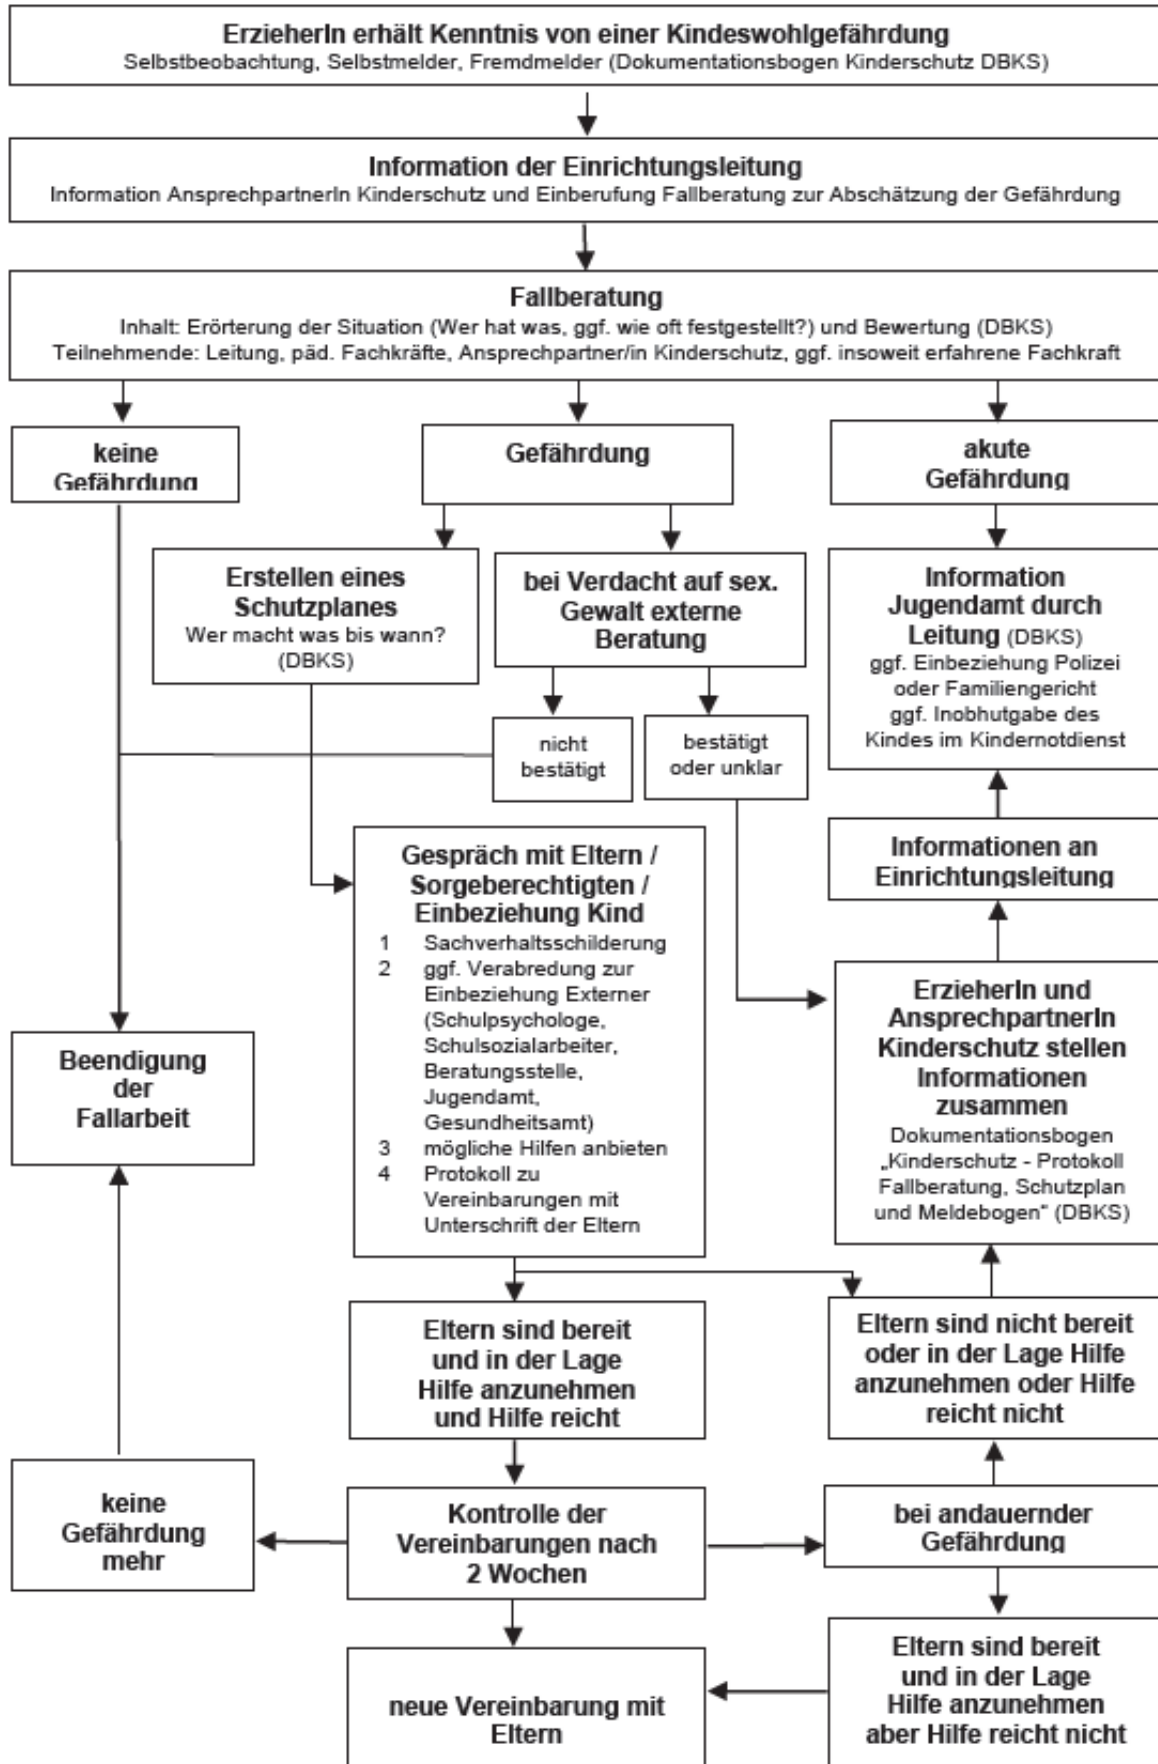 ErzieherIn erhält Kenntnis von einer Kindeswohlgefährdung
Selbstbeobachtung, Selbstmelder, Fremdmelder (Dokumentationsbogen Kinderschutz DBKS)
Information der Einrichtungsleitung
Information AnsprechpartnerIn Kinderschutz und Einberufung Fallberatung zur Abschätzung der Gefährdung
Fallberatung
Inhalt: Erörterung der Situation (Wer hat was, ggf. wie oft festgestellt?) und Bewertung (DBKS)
Teilnehmende: Leitung, päd. Fachkräfte, Ansprechpartner/in Kinderschutz, ggf. insoweit erfahrene Fachkraft
keine
Gefährdung
Gefährdung
akute
Gefährdung
Erstellen eines
Schutzplanes
Wer macht was bis wann?
(DBKS)
bei Verdacht auf sex.
Gewalt externe
Beratung
Information
Jugendamt durch
Leitung (DBKS)
ggf. Einbeziehung Polizei
oder Familiengericht
ggf. Inobhutgabe des
Kindes im Kindernotdienst
nicht
bestätigt
bestätigt
oder unklar
Informationen an
Einrichtungsleitung
Gespräch mit Eltern /
Sorgeberechtigten /
Einbeziehung Kind
1 Sachverhaltsschilderung
2 ggf. Verabredung zur
Einbeziehung Externer
(Schulpsychologe,
Schulsozialarbeiter,
Beratungsstelle,
Jugendamt,
Gesundheitsamt)
3 mögliche Hilfen anbieten
4 Protokoll zu
Vereinbarungen mit
Unterschrift der Eltern
ErzieherIn und
AnsprechpartnerIn
Kinderschutz stellen
Informationen
zusammen
Dokumentationsbogen
„Kinderschutz - Protokoll
Fallberatung, Schutzplan
und Meldebogen“ (DBKS)
Beendigung
der
Fallarbeit
Eltern sind bereit
und in der Lage
Hilfe anzunehmen
und Hilfe reicht
Eltern sind nicht bereit
oder in der Lage Hilfe
anzunehmen oder Hilfe
reicht nicht
keine
Gefährdung
mehr
Kontrolle der
Vereinbarungen nach
2 Wochen
bei andauernder
Gefährdung
neue Vereinbarung mit
Eltern
Eltern sind bereit
und in der Lage
Hilfe anzunehmen
aber Hilfe reicht nicht